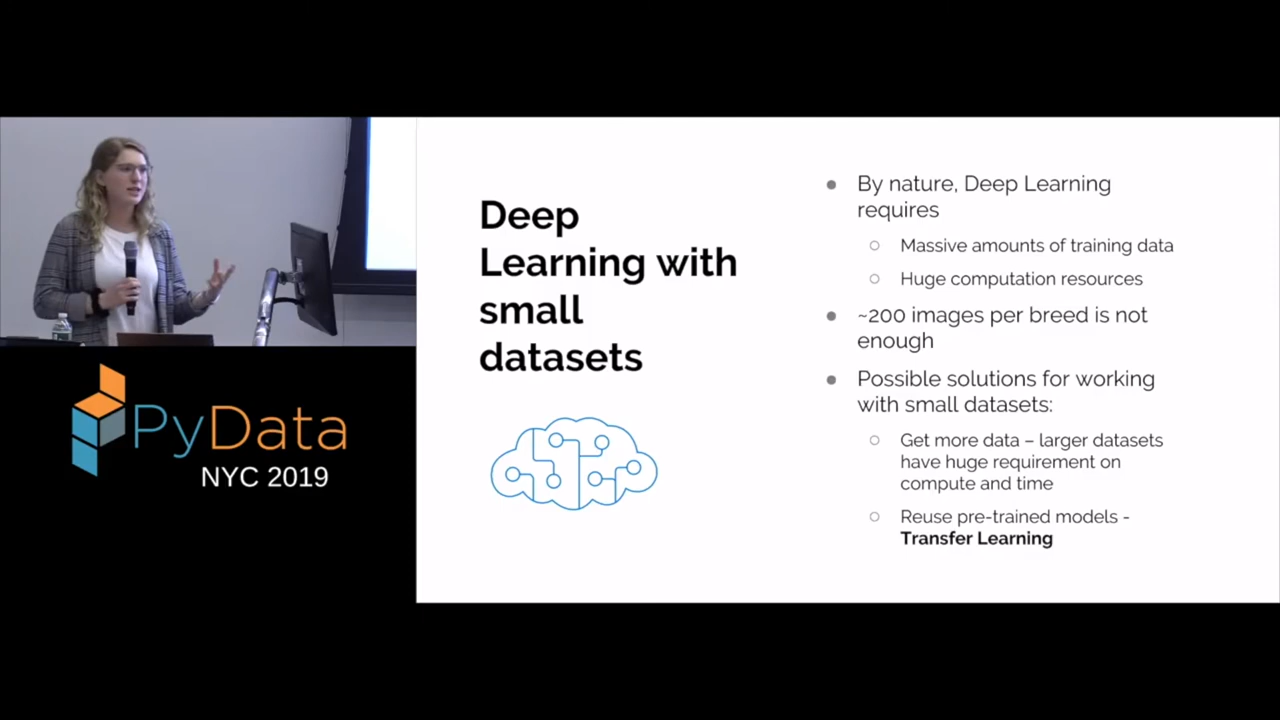 Deep
Learning with
small
datasets
By nature, Deep Learning
requires
Massive amounts of training data
Huge computation resources
~200 images per breed is not
enough
Possible solutions for working
with small datasets:
Get more data – larger datasets
have huge requirement on
compute and time
Reuse pre-trained models -
Transfer Learning
PyData
NYC 2019